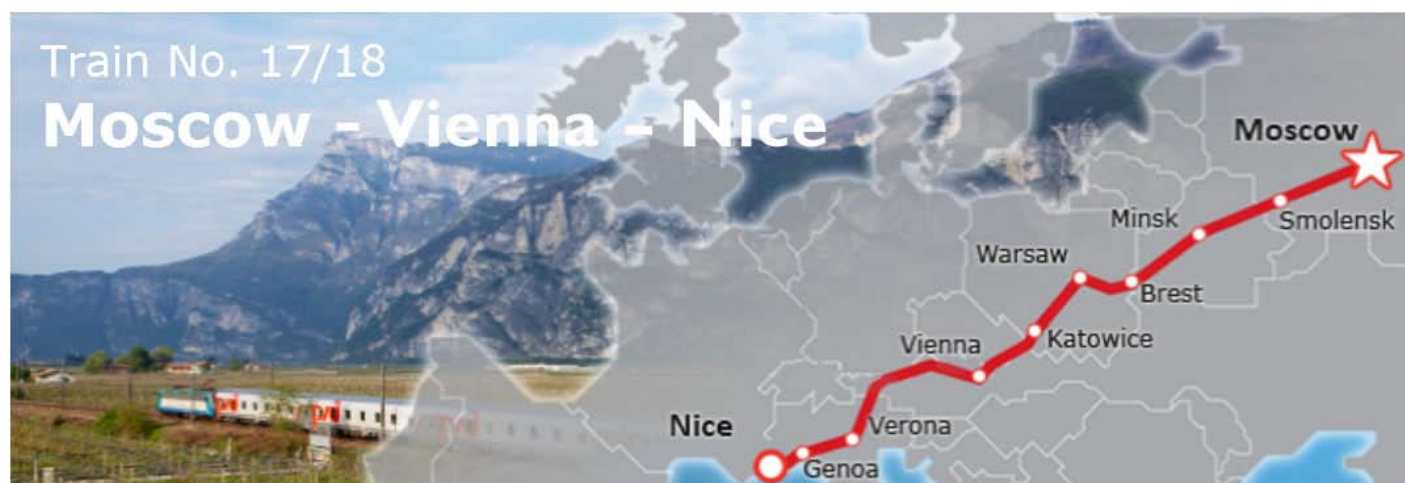 Train No. 17/18
Moscow - Vienna – Nice
Moscow
Smolensk
Minsk
Brest
Warsaw
Katowice
Vienna
Verona
Genoa
Nice